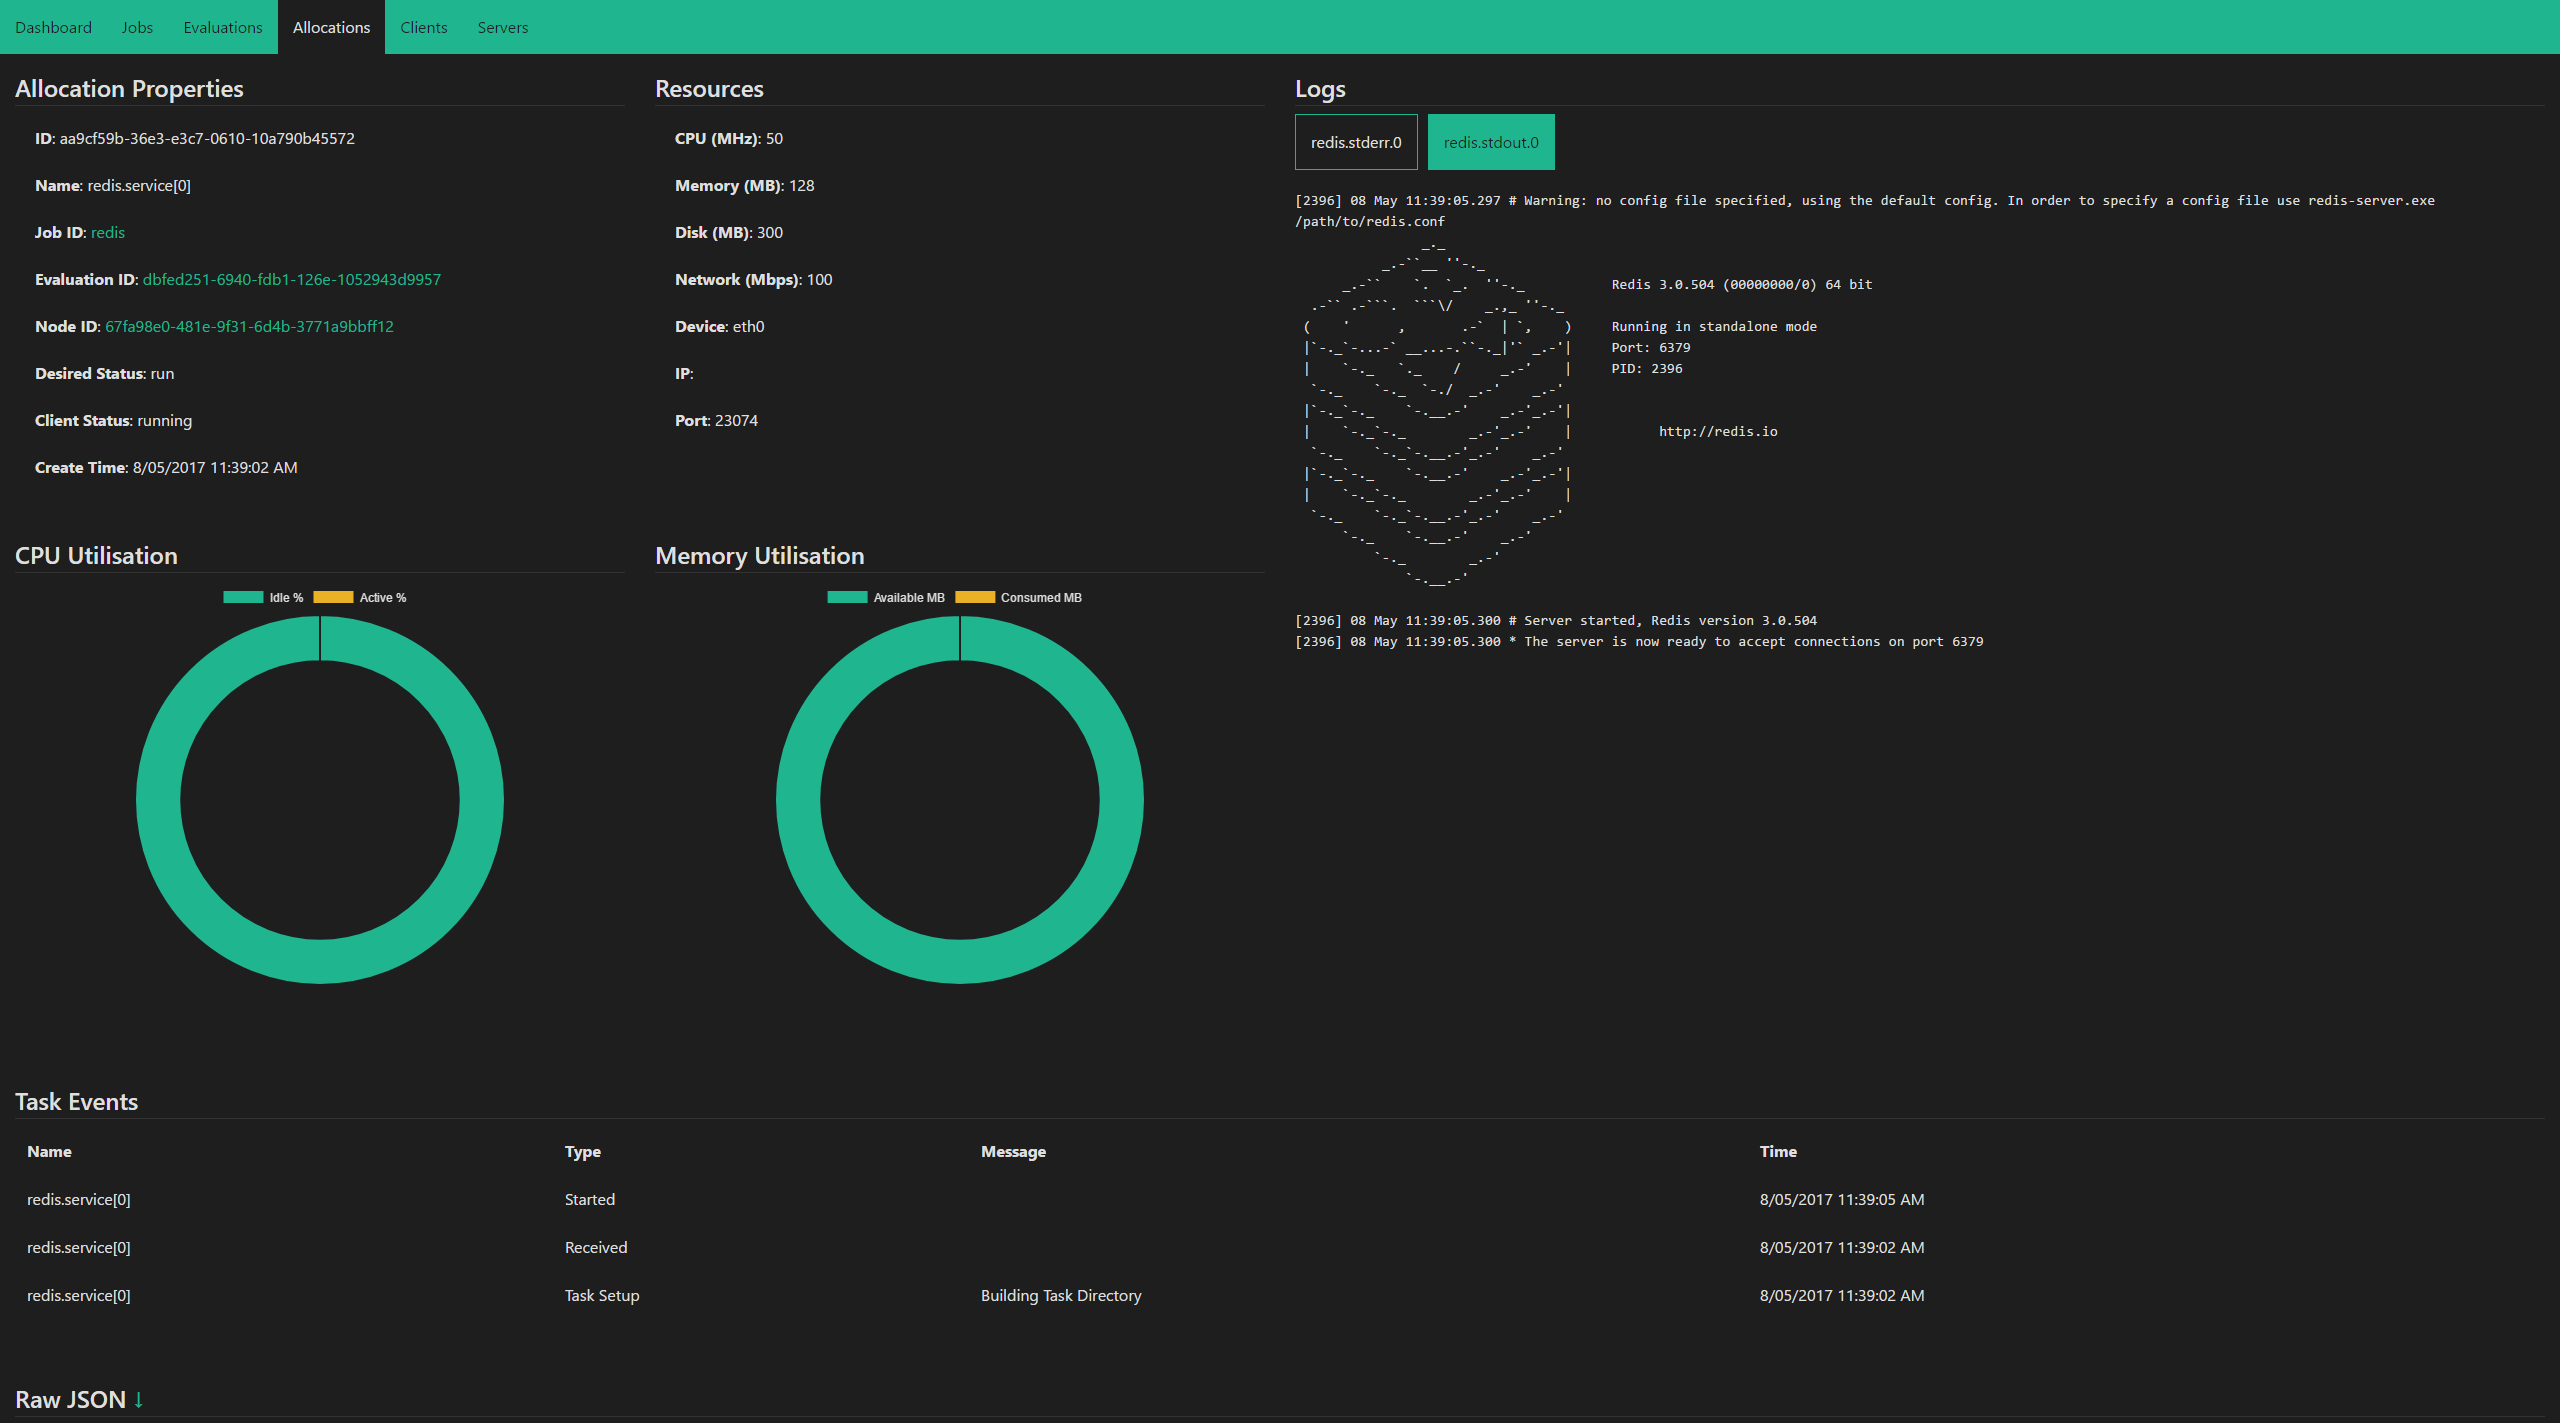 Dashboard Jobs Evaluations Allocations Clients Servers
Allocation Properties
ID: aa9cf59b-36e3-e3c7-0610-10a790b45572
Name: redis.service[0]
Job ID: redis
Evaluation ID: dbfed251-6940-fdb1-126e-1052943d9957
Node ID: 67fa98e0-481e-9f31-6d4b-3771a9bbff12
Desired Status: run
Client Status: running
Create Time: 8/05/2017 11:39:02 AM
Resources
CPU (MHz): 50
Memory (MB): 128
Disk (MB): 300
Network (Mbps): 100
Device: eth0
IP:
Port: 23074
Logs
redis.stderr.0 redis.stdout.0
[2396] 08 May 11:39:05.297 # Warning: no config file specified, using the default config. In order to specify a config file use redis-server.exe
/path/to/redis.conf
Redis 3.0.504 (00000000/0) 64 bit
Running in standalone mode
Port: 6379
PID: 2396
http://redis.io
[2396] 08 May 11:39:05.300 # Server started, Redis version 3.0.504
[2396] 08 May 11:39:05.300 * The server is now ready to accept connections on port 6379
CPU Utilisation
Idle % Active %
Memory Utilisation
Available MB Consumed MB
Task Events
Name Type Message Time
redis.service[0] Started 8/05/2017 11:39:05 AM
redis.service[0] Received 8/05/2017 11:39:02 AM
redis.service[0] Task Setup Building Task Directory 8/05/2017 11:39:02 AM
Raw JSON ↓